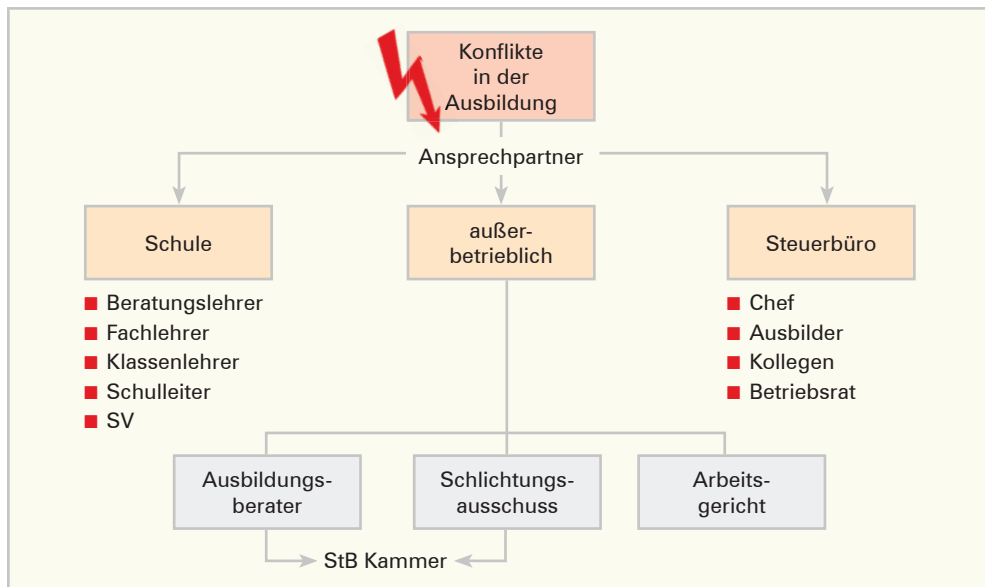 Konflikte
in der
Ausbildung
Ansprechpartner
Schule
außer-
betrieblich
Steuerbüro
Beratungslehrer
Fachlehrer
Klassenlehrer
Schulleiter
SV
Chef
Ausbilder
Kollegen
Betriebsrat
Ausbildungs-
berater
Schlichtungs-
ausschuss
Arbeits-
gericht
StB Kammer